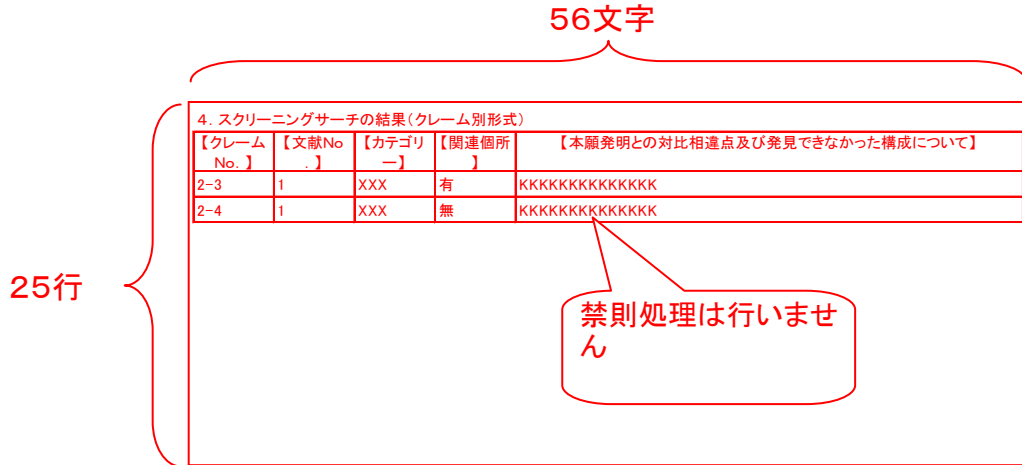 56文字
4．スクリーニングサーチの結果(クレーム別形式)
【クレーム 【文献No 【カテゴリ 【関連個所 【本願発明との対比相違点及び発見できなかった構成について】
No．】 ．】 ー】 】
2-3 1 XXX 有 KKKKKKKKKKKKKK
2-4 1 XXX 無 KKKKKKKKKKKKKK
25行
禁則処理は行いませ
ん